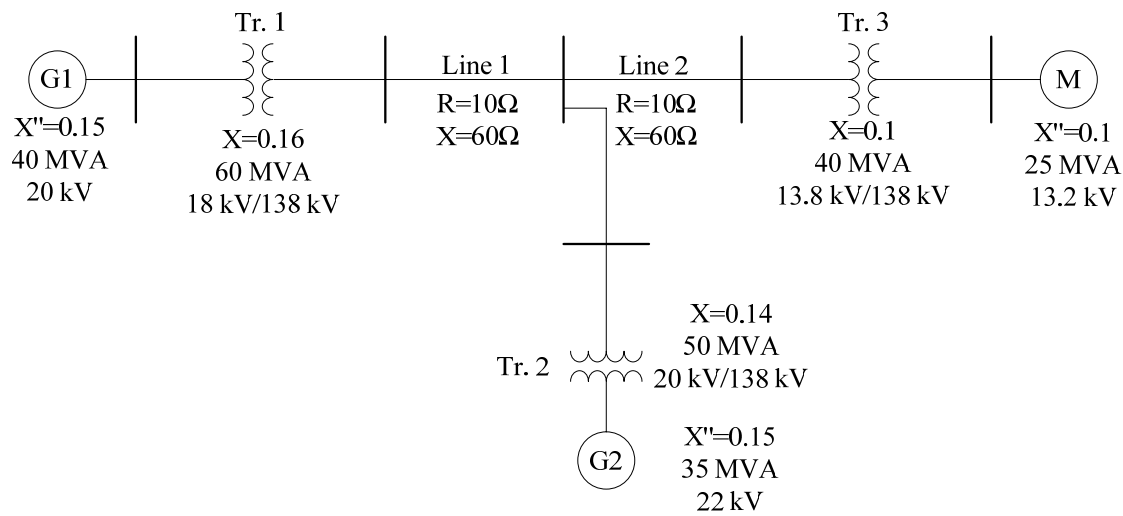 Tr. 1
Tr. 3
G1
Line 1
Line 2
M
R=10Ω
X=60Ω
R=10Ω
X=60Ω
X"=0.15
40 MVA
20 kV
X=0.16
60 MVA
18 kV/138 kV
X=0.1
40 MVA
13.8 kV/138 kV
X"=0.1
25 MVA
13.2 kV
Tr. 2
X=0.14
50 MVA
20 kV/138 kV
G2
X"=0.15
35 MVA
22 kV